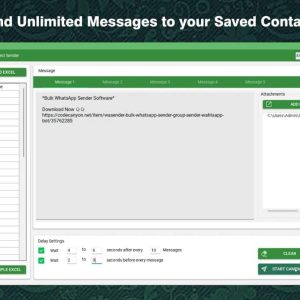 nd Unlimited Messages to your Saved Conta
ct Sender
O EXCEL
Message
Message 1 Message 2 Message 3 Message 4 Message 5
*Bulk WhatsApp Sender Software*
Download Now
https://codecanyon.net/item/wasender-bulk-whatsapp-sender-group-sender-wahtsapp-
bot/35762285
Attachments
ADD
C:\Users\Admin\
Delay Settings
Wait 4 to 6 seconds after every 10 Messages
Wait 2 to seconds before every message
PLE EXCEL
CLEAR
START CAM